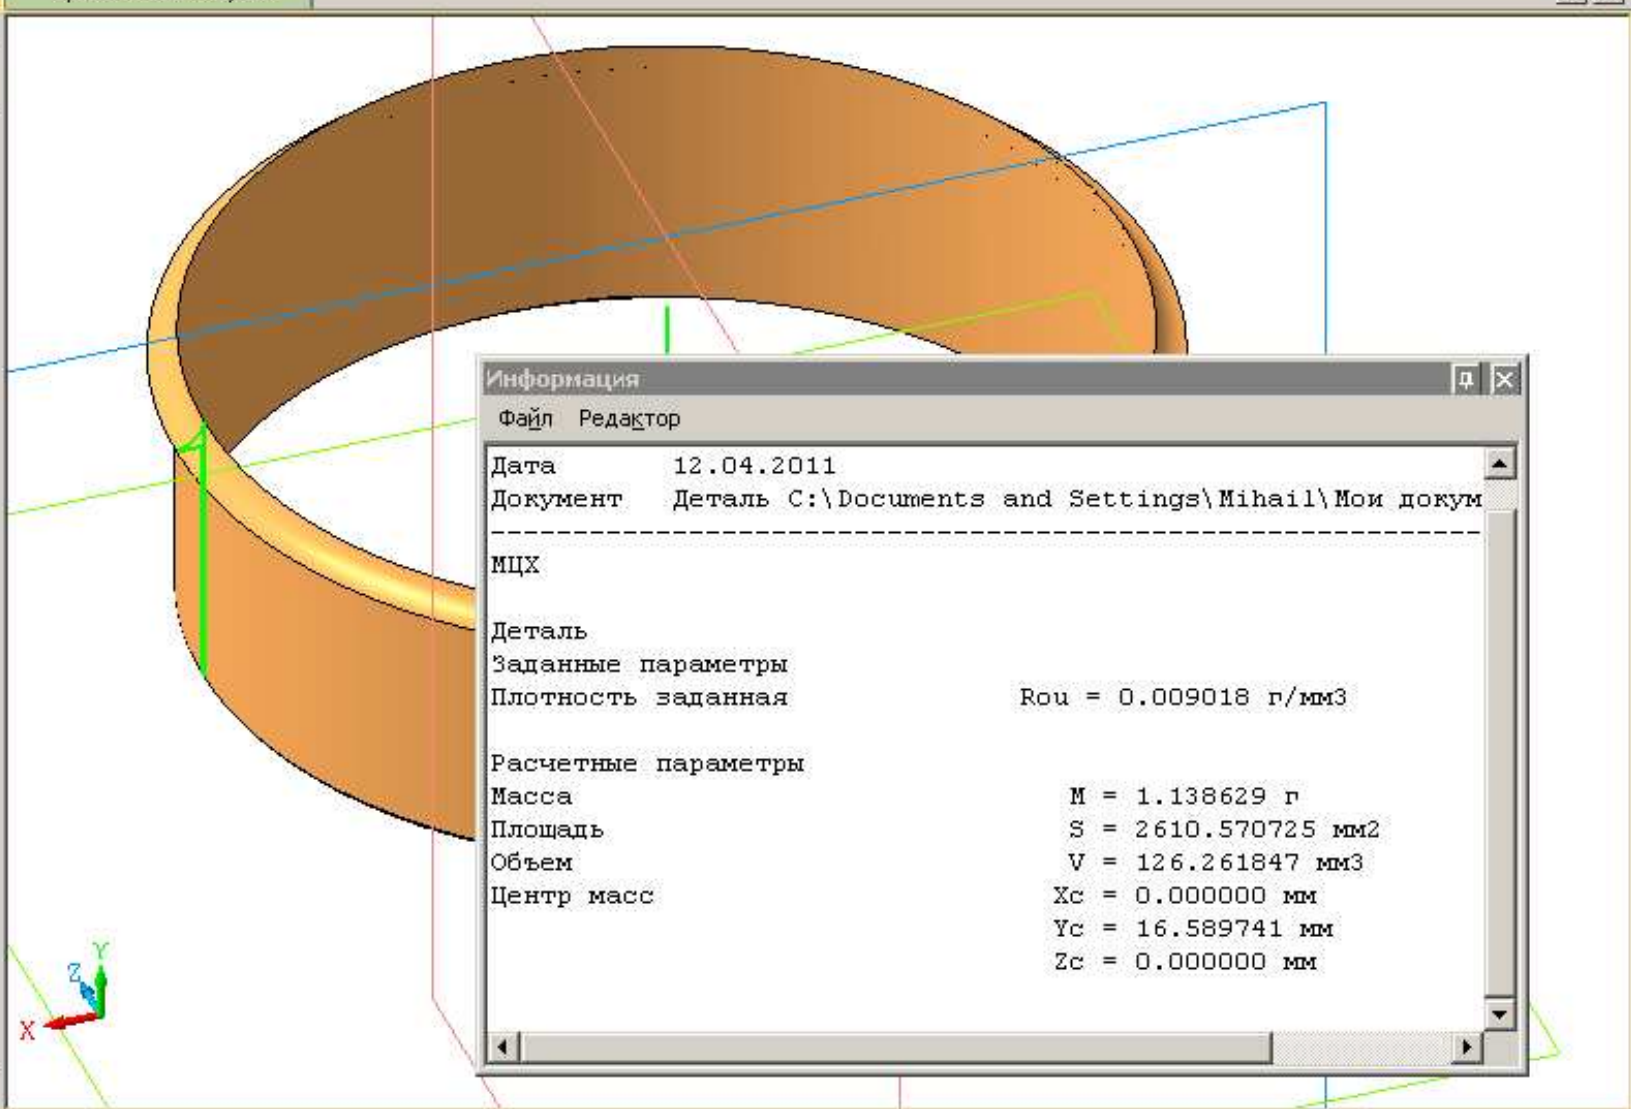 Информация
Файл Редактор
Дата 12.04.2011
Документ Деталь C:\Documents and Settings\Mihail\Мои докум
--------------------------------------------------------------
МЦХ
Деталь
Заданные параметры
Плотность заданная Rou = 0.009018 г/мм3
Расчетные параметры
Масса M = 1.138629 г
Площадь S = 2610.570725 мм2
Объем V = 126.261847 мм3
Центр масс Xc = 0.000000 мм
Yc = 16.589741 мм
Zc = 0.000000 мм
Y
Z
X